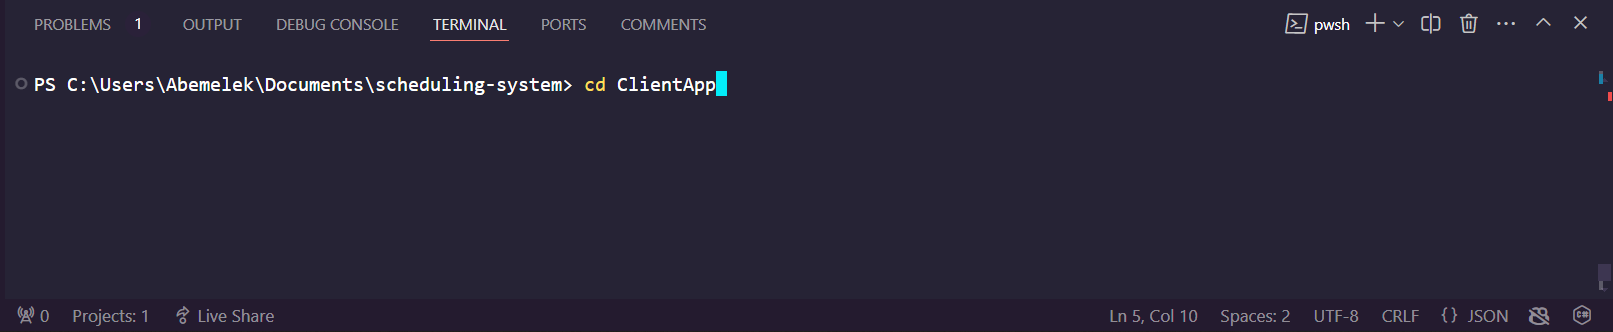 PROBLEMS 1 OUTPUT DEBUG CONSOLE TERMINAL PORTS COMMENTS pwsh
PS C:\Users\Abemelek\Documents\scheduling-system> cd ClientApp
0 Projects: 1 Live Share Ln 5, Col 10 Spaces: 2 UTF-8 CRLF {} JSON C#